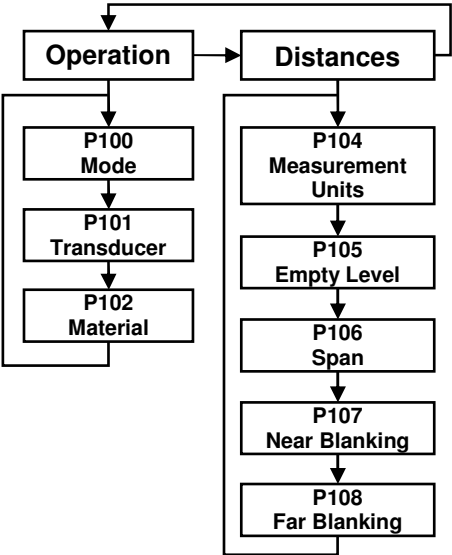 Operation
Distances
P100
Mode
P101
Transducer
P102
Material
P104
Measurement
Units
P105
Empty Level
P106
Span
P107
Near Blanking
P108
Far Blanking